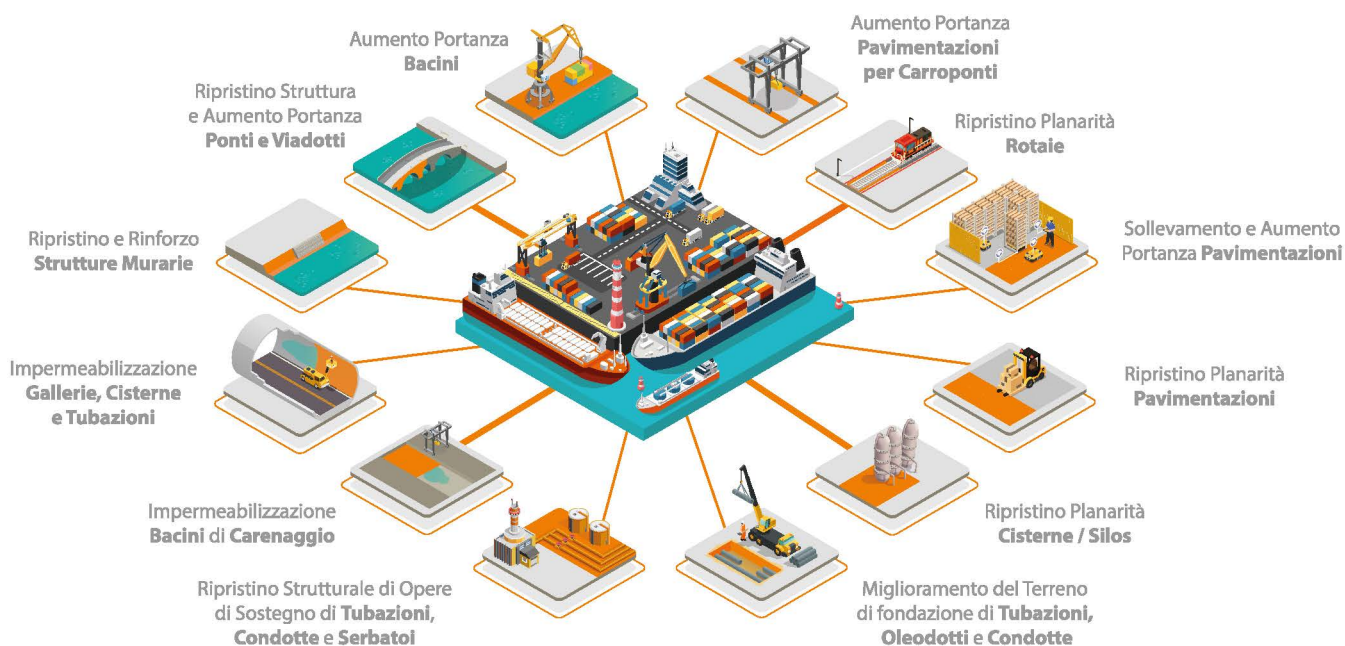 Aumento Portanza
Bacini
Aumento Portanza
Pavimentazioni
per Carroponti
Ripristino Struttura
e Aumento Portanza
Ponti e Viadotti
Ripristino Planarità
Rotaie
Ripristino e Rinforzo
Strutture Murarie
Sollevamento e Aumento
Portanza Pavimentazioni
Impermeabilizzazione
Gallerie, Cisterne
e Tubazioni
Ripristino Planarità
Pavimentazioni
Impermeabilizzazione
Bacini di Carenaggio
Ripristino Planarità
Cisterne / Silos
Ripristino Strutturale di Opere
di Sostegno di Tubazioni,
Condotte e Serbatoi
Miglioramento del Terreno
di fondazione di Tubazioni,
Oleodotti e Condotte